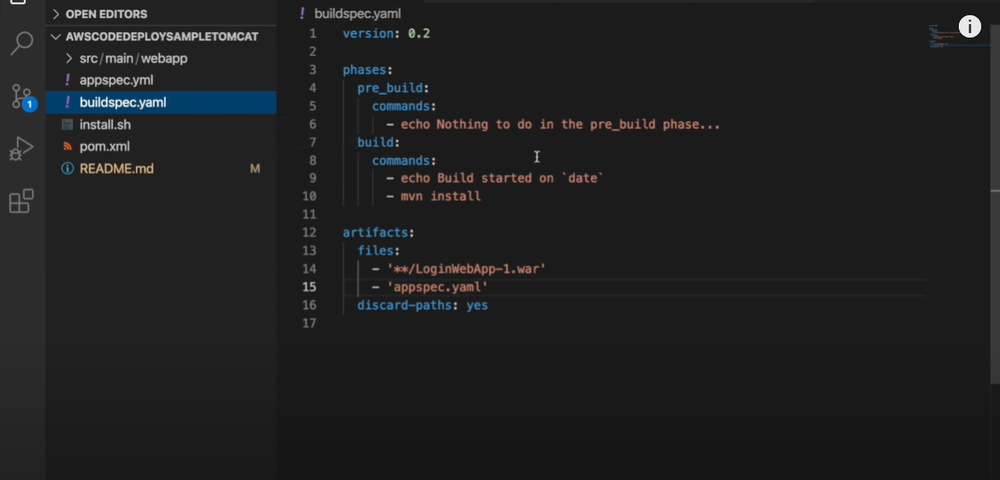 OPEN EDITORS
AWSCODEDEPLOYSAMPLETOMCAT
src/main/webapp
! appspec.yml
! buildspec.yaml
install.sh
pom.xml
README.md M
1
! buildspec.yaml
i
1 version: 0.2
2
3 phases:
4 pre_build:
5 commands:
6 - echo Nothing to do in the pre_build phase...
7 build:
8 commands:
9 - echo Build started on `date`
10 - mvn install
11
12 artifacts:
13 files:
14 - '**/LoginWebApp-1.war'
15 - 'appspec.yaml'
16 discard-paths: yes
17